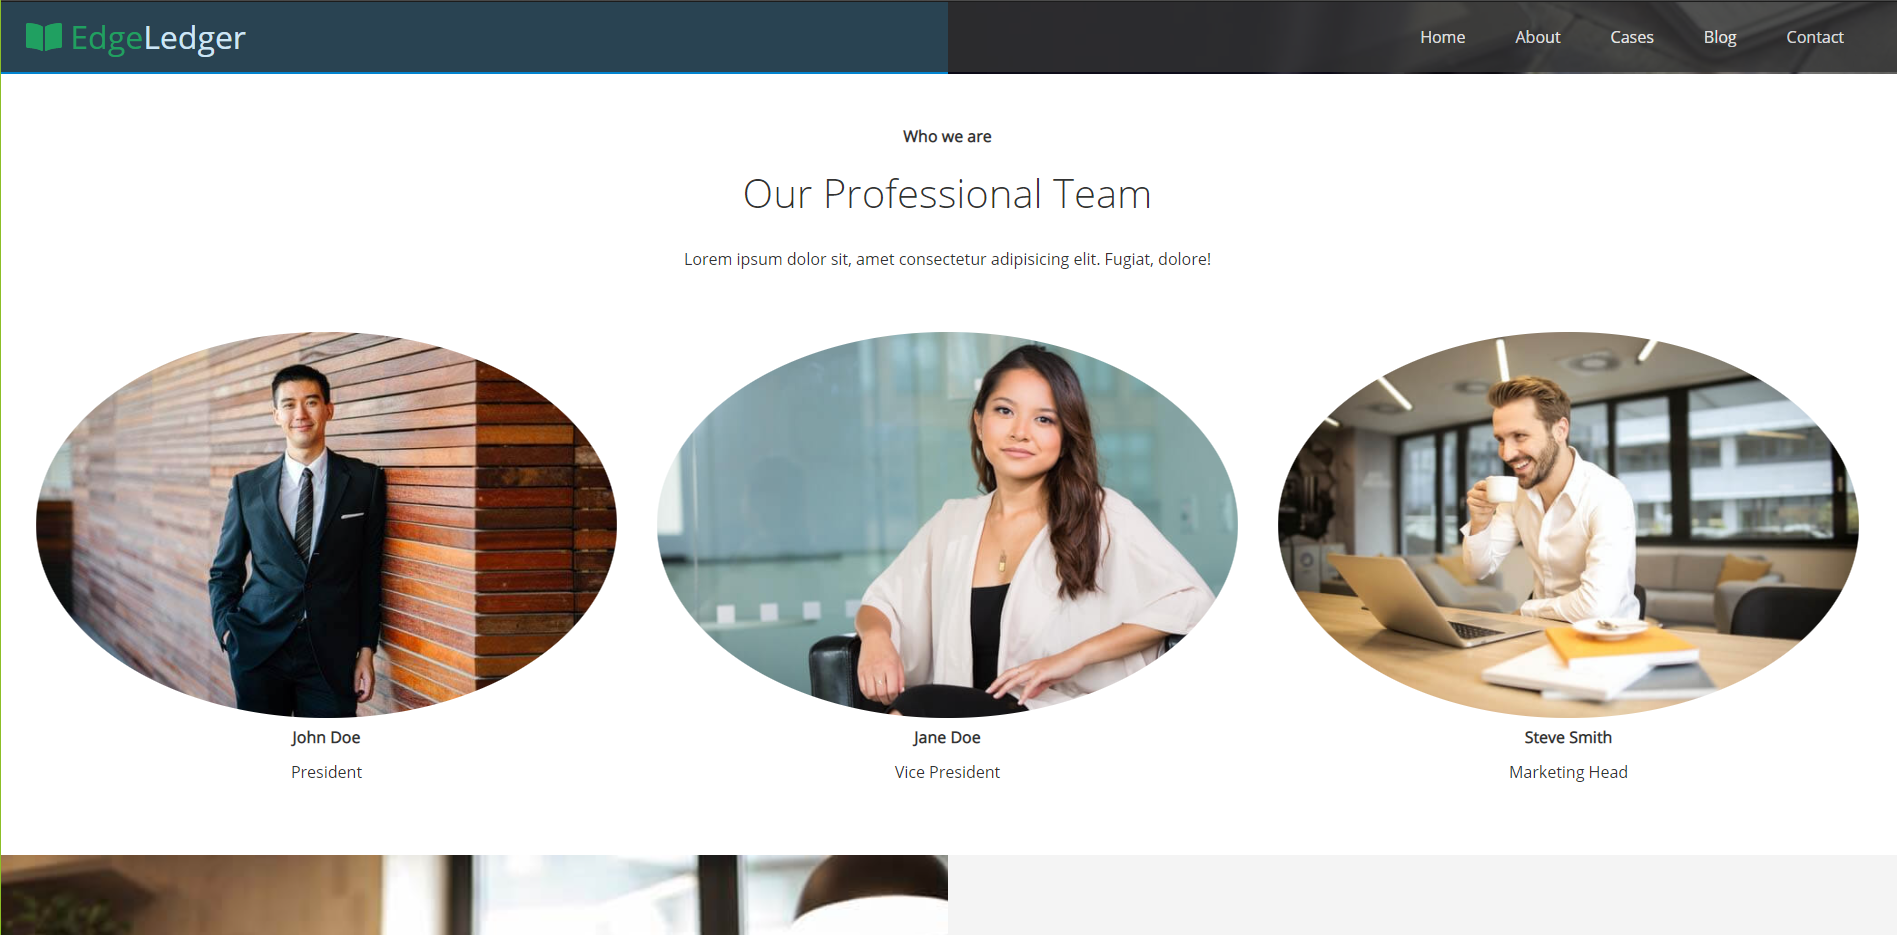 EdgeLedger
Home About Cases Blog Contact
Who we are
Our Professional Team
Lorem ipsum dolor sit, amet consectetur adipisicing elit. Fugiat, dolore!
John Doe
President
Jane Doe
Vice President
Steve Smith
Marketing Head